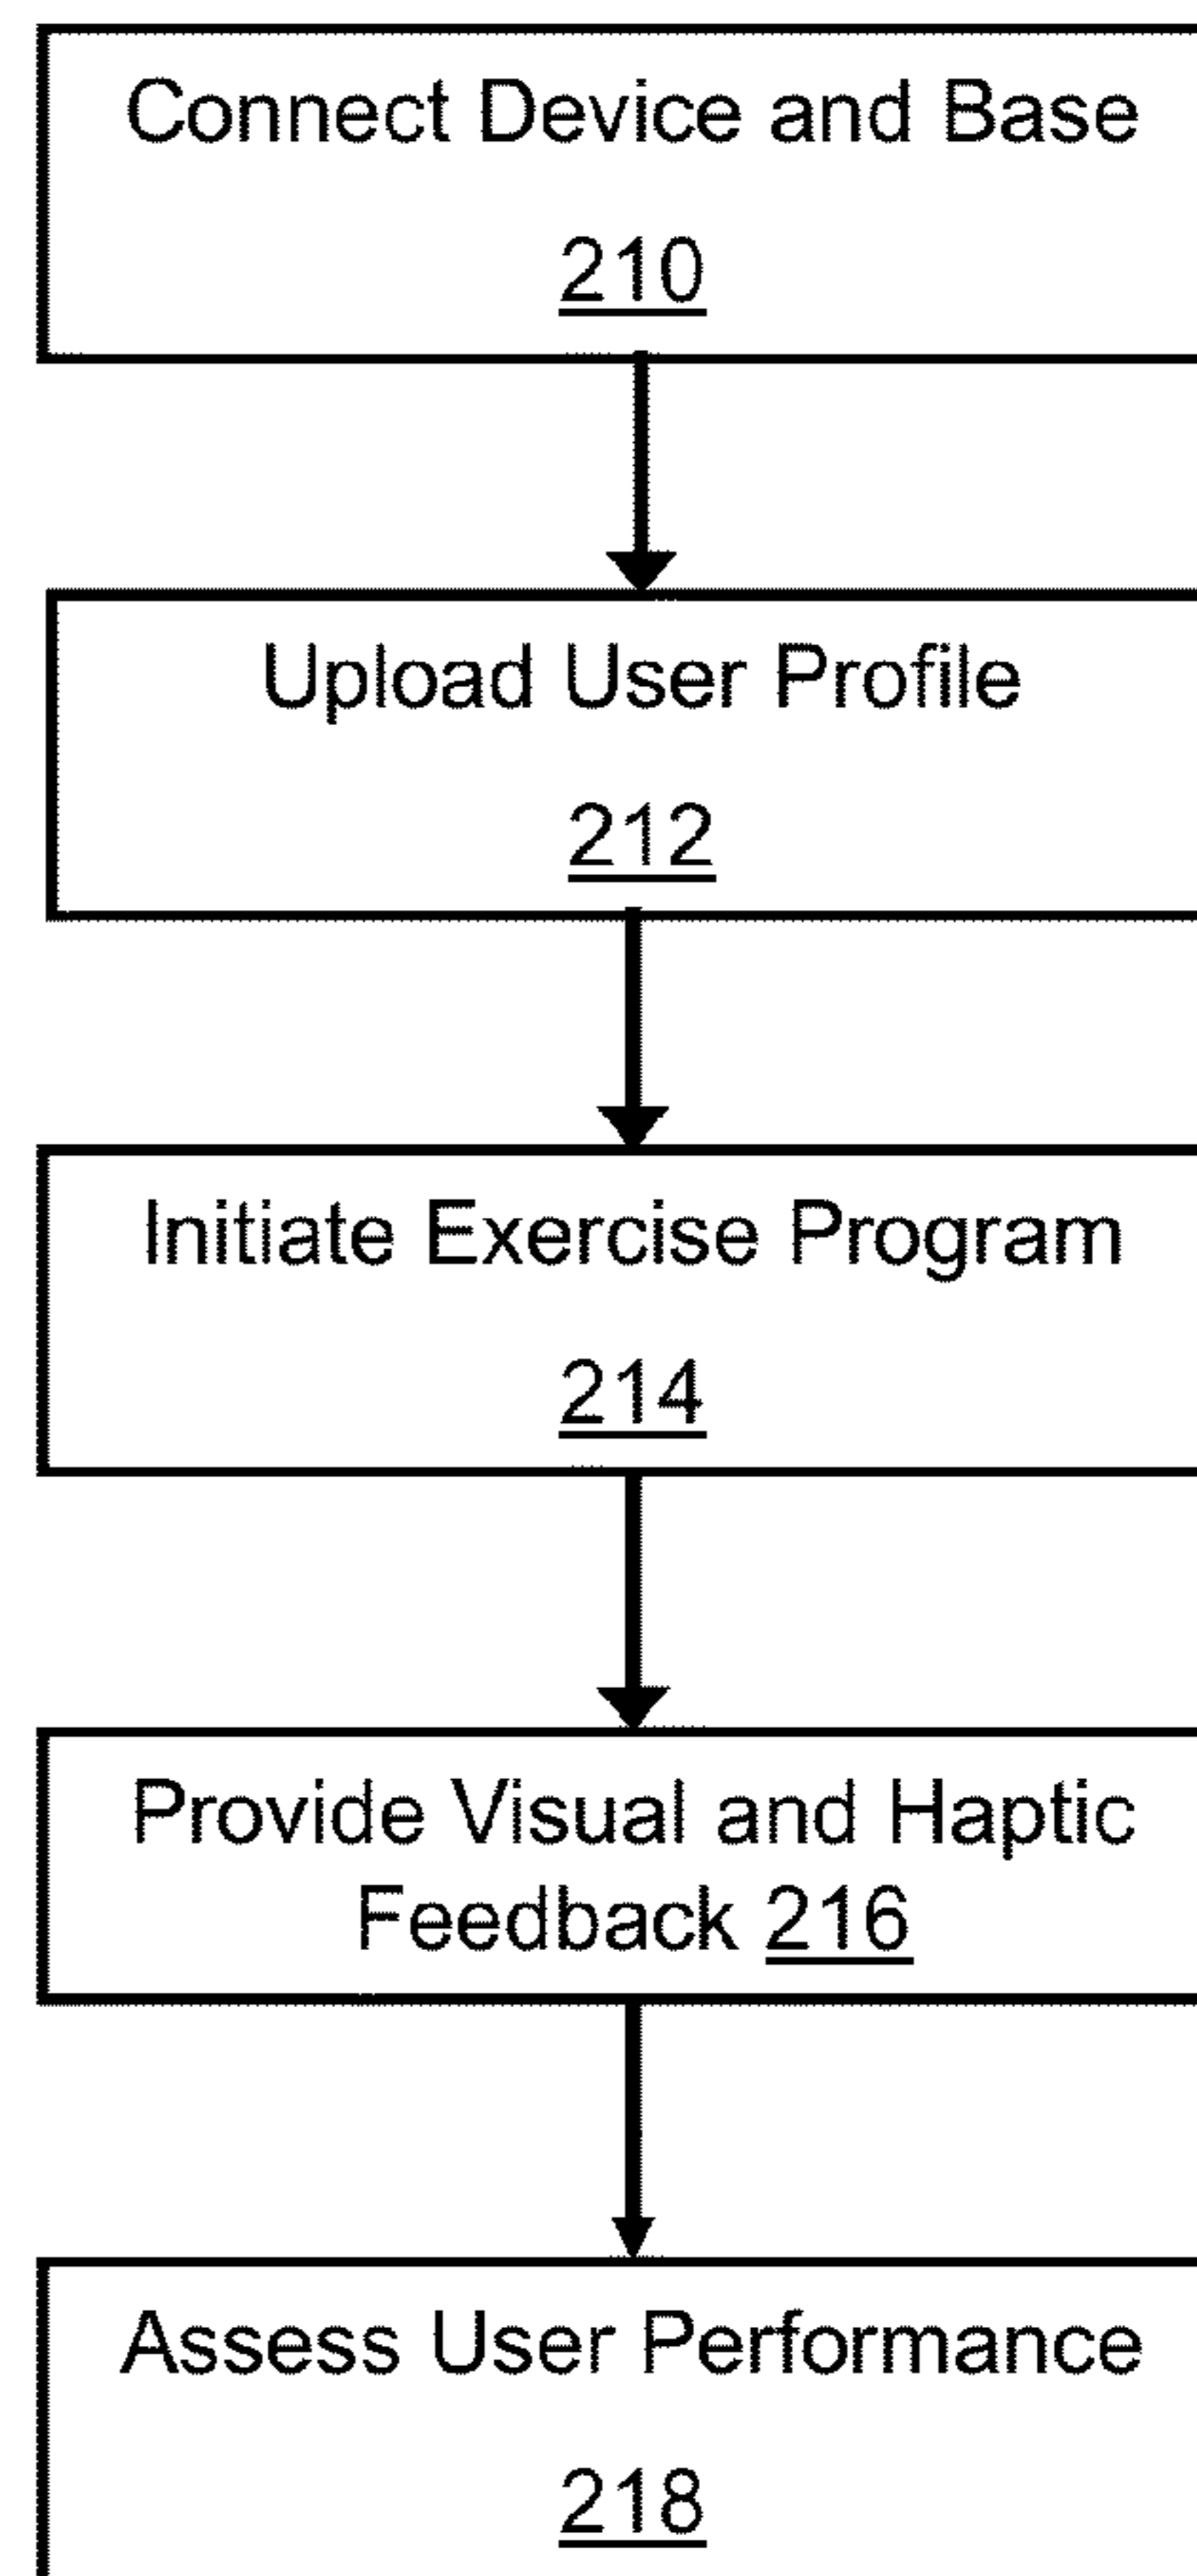 Connect Device and Base
210
Upload User Profile
212
Initiate Exercise Program
214
Provide Visual and Haptic
Feedback 216
Assess User Performance
218